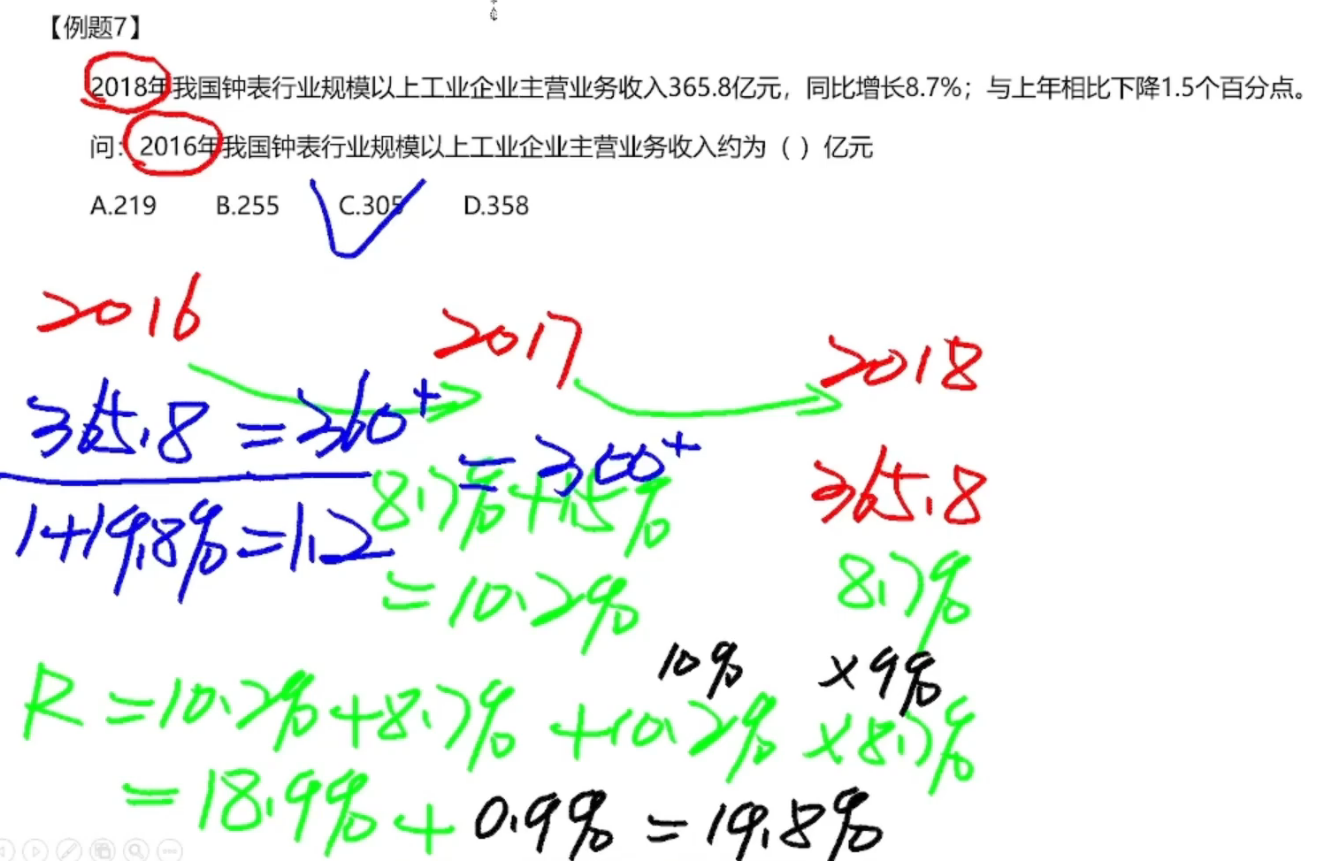 【例题7】
2018年我国钟表行业规模以上工业企业主营业务收入365.8亿元，同比增长8.7%；与上年相比下降1.5个百分点。
问：2016年我国钟表行业规模以上工业企业主营业务收入约为（ ）亿元
A.219 B.255 C.305 D.358
2016 2017 2018
365.8 = 360+ = 300+
1+19.8% = 1.2
365.8
8.7%+1.5%
= 10.2%
8.7%
10% ×9%
R = 10.2%+8.7% +10.2% ×8.7%
= 18.9% + 0.9% = 19.8%